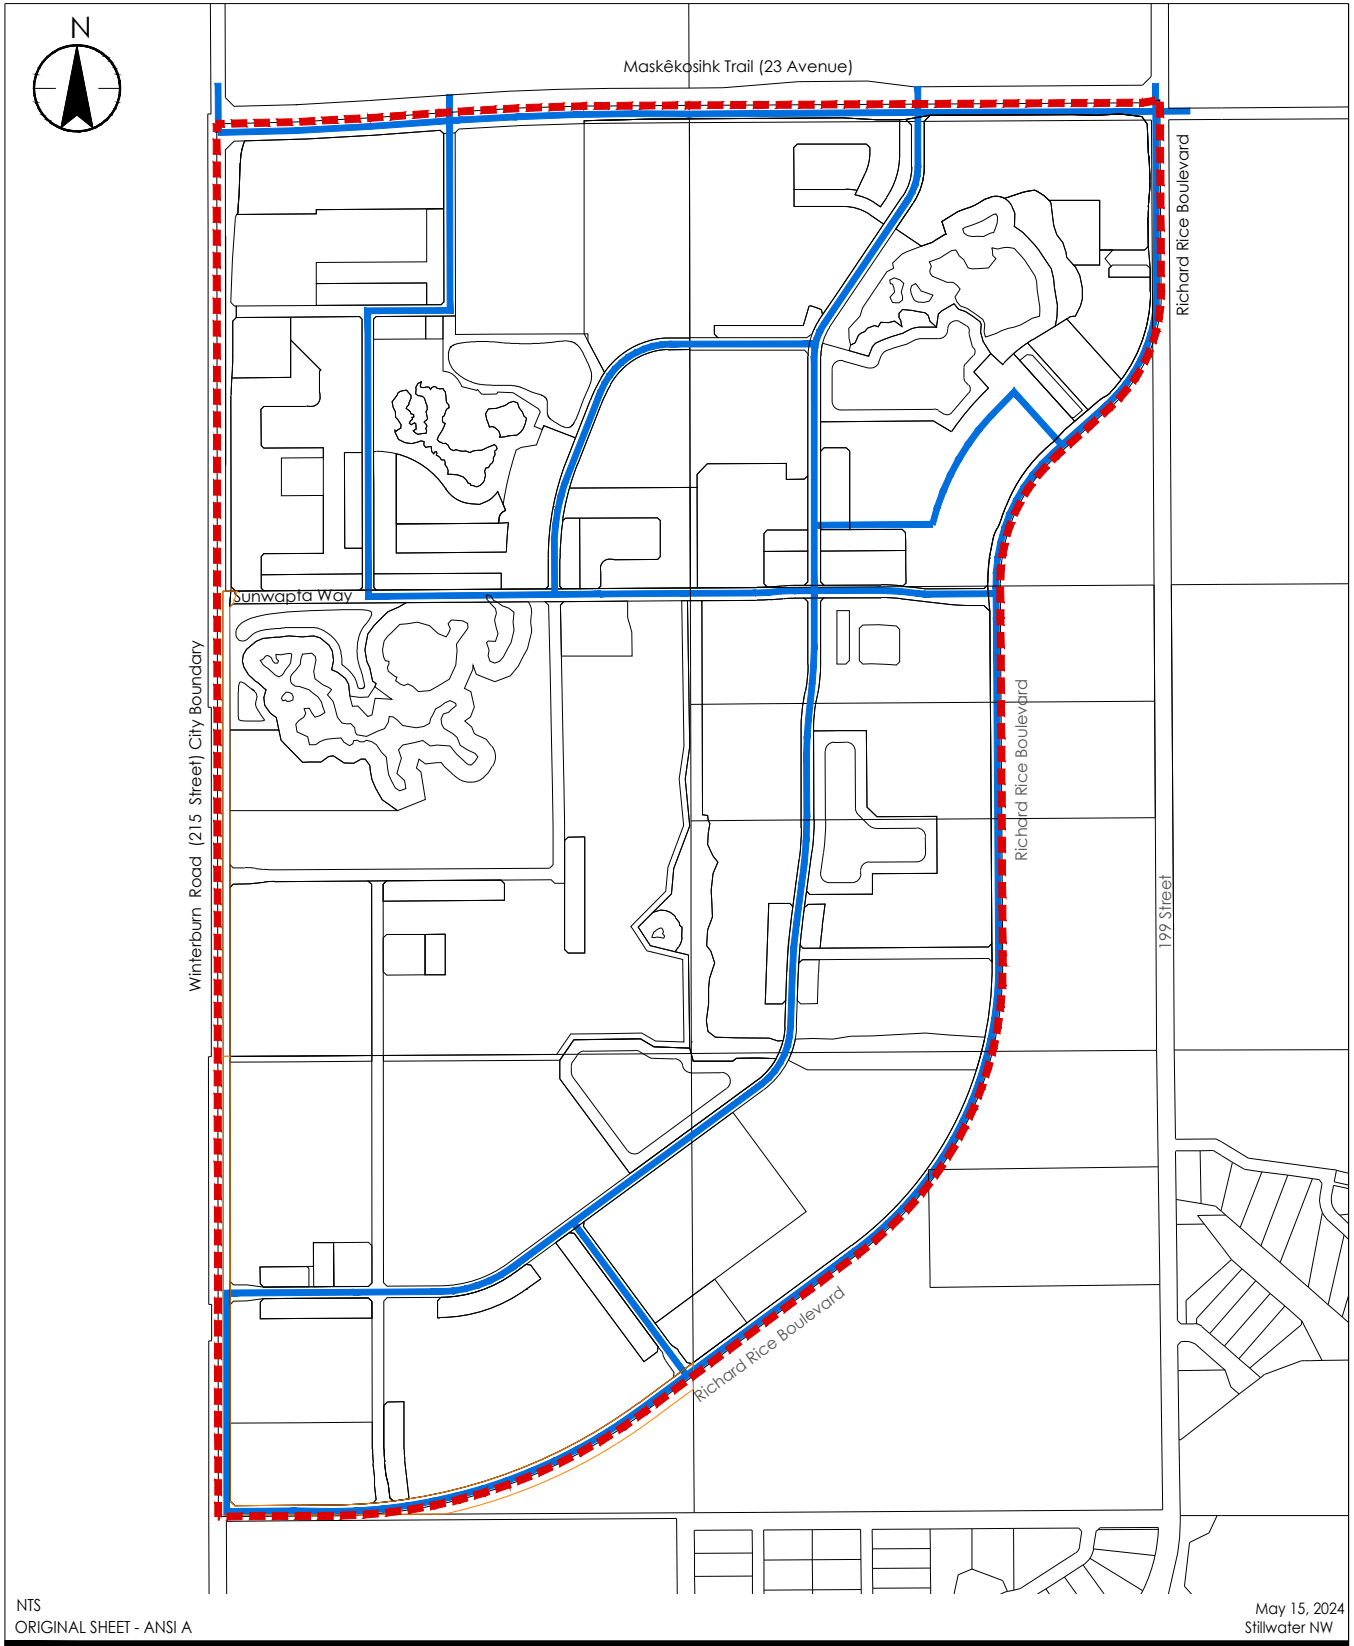 N
Maskêkosihk Trail (23 Avenue)
Richard Rice Boulevard
Sunwapta Way
Winterburn Road (215 Street) City Boundary
Richard Rice Boulevard
199 Street
Richard Rice Boulevard
NTS
ORIGINAL SHEET - ANSI A
May 15, 2024
Stillwater NW